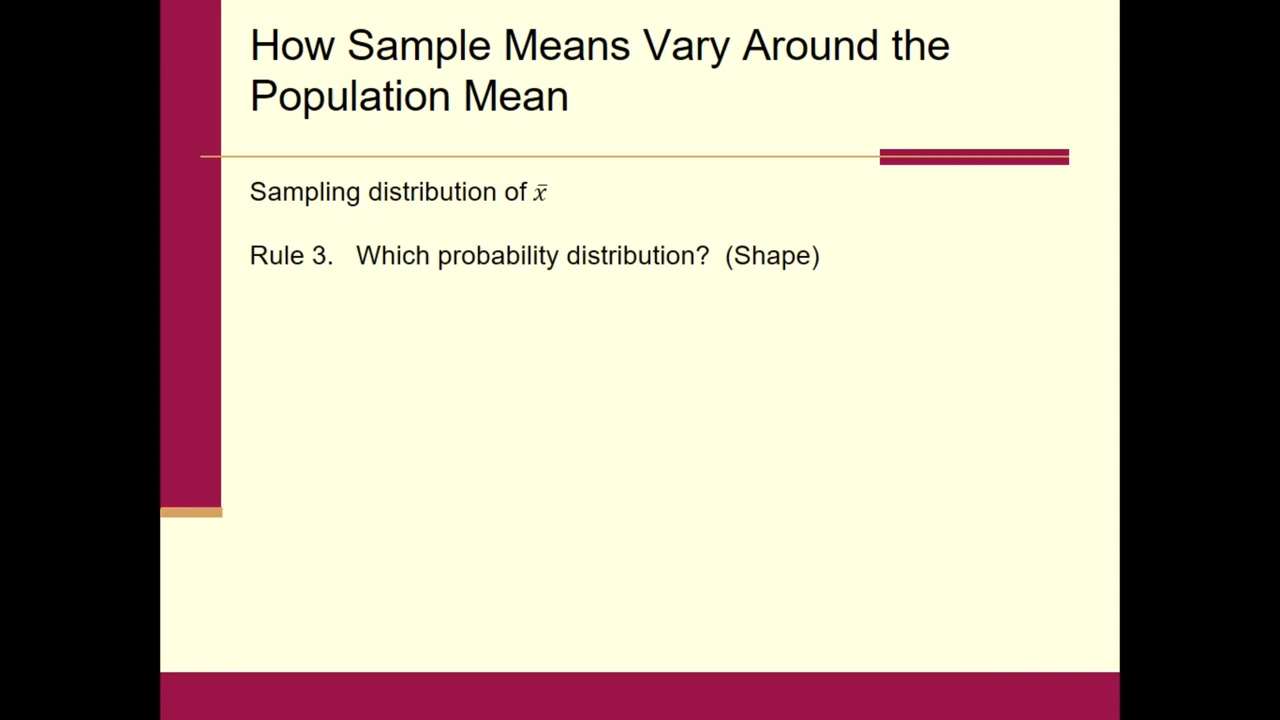 How Sample Means Vary Around the
Population Mean
Sampling distribution of x̄
Rule 3. Which probability distribution? (Shape)